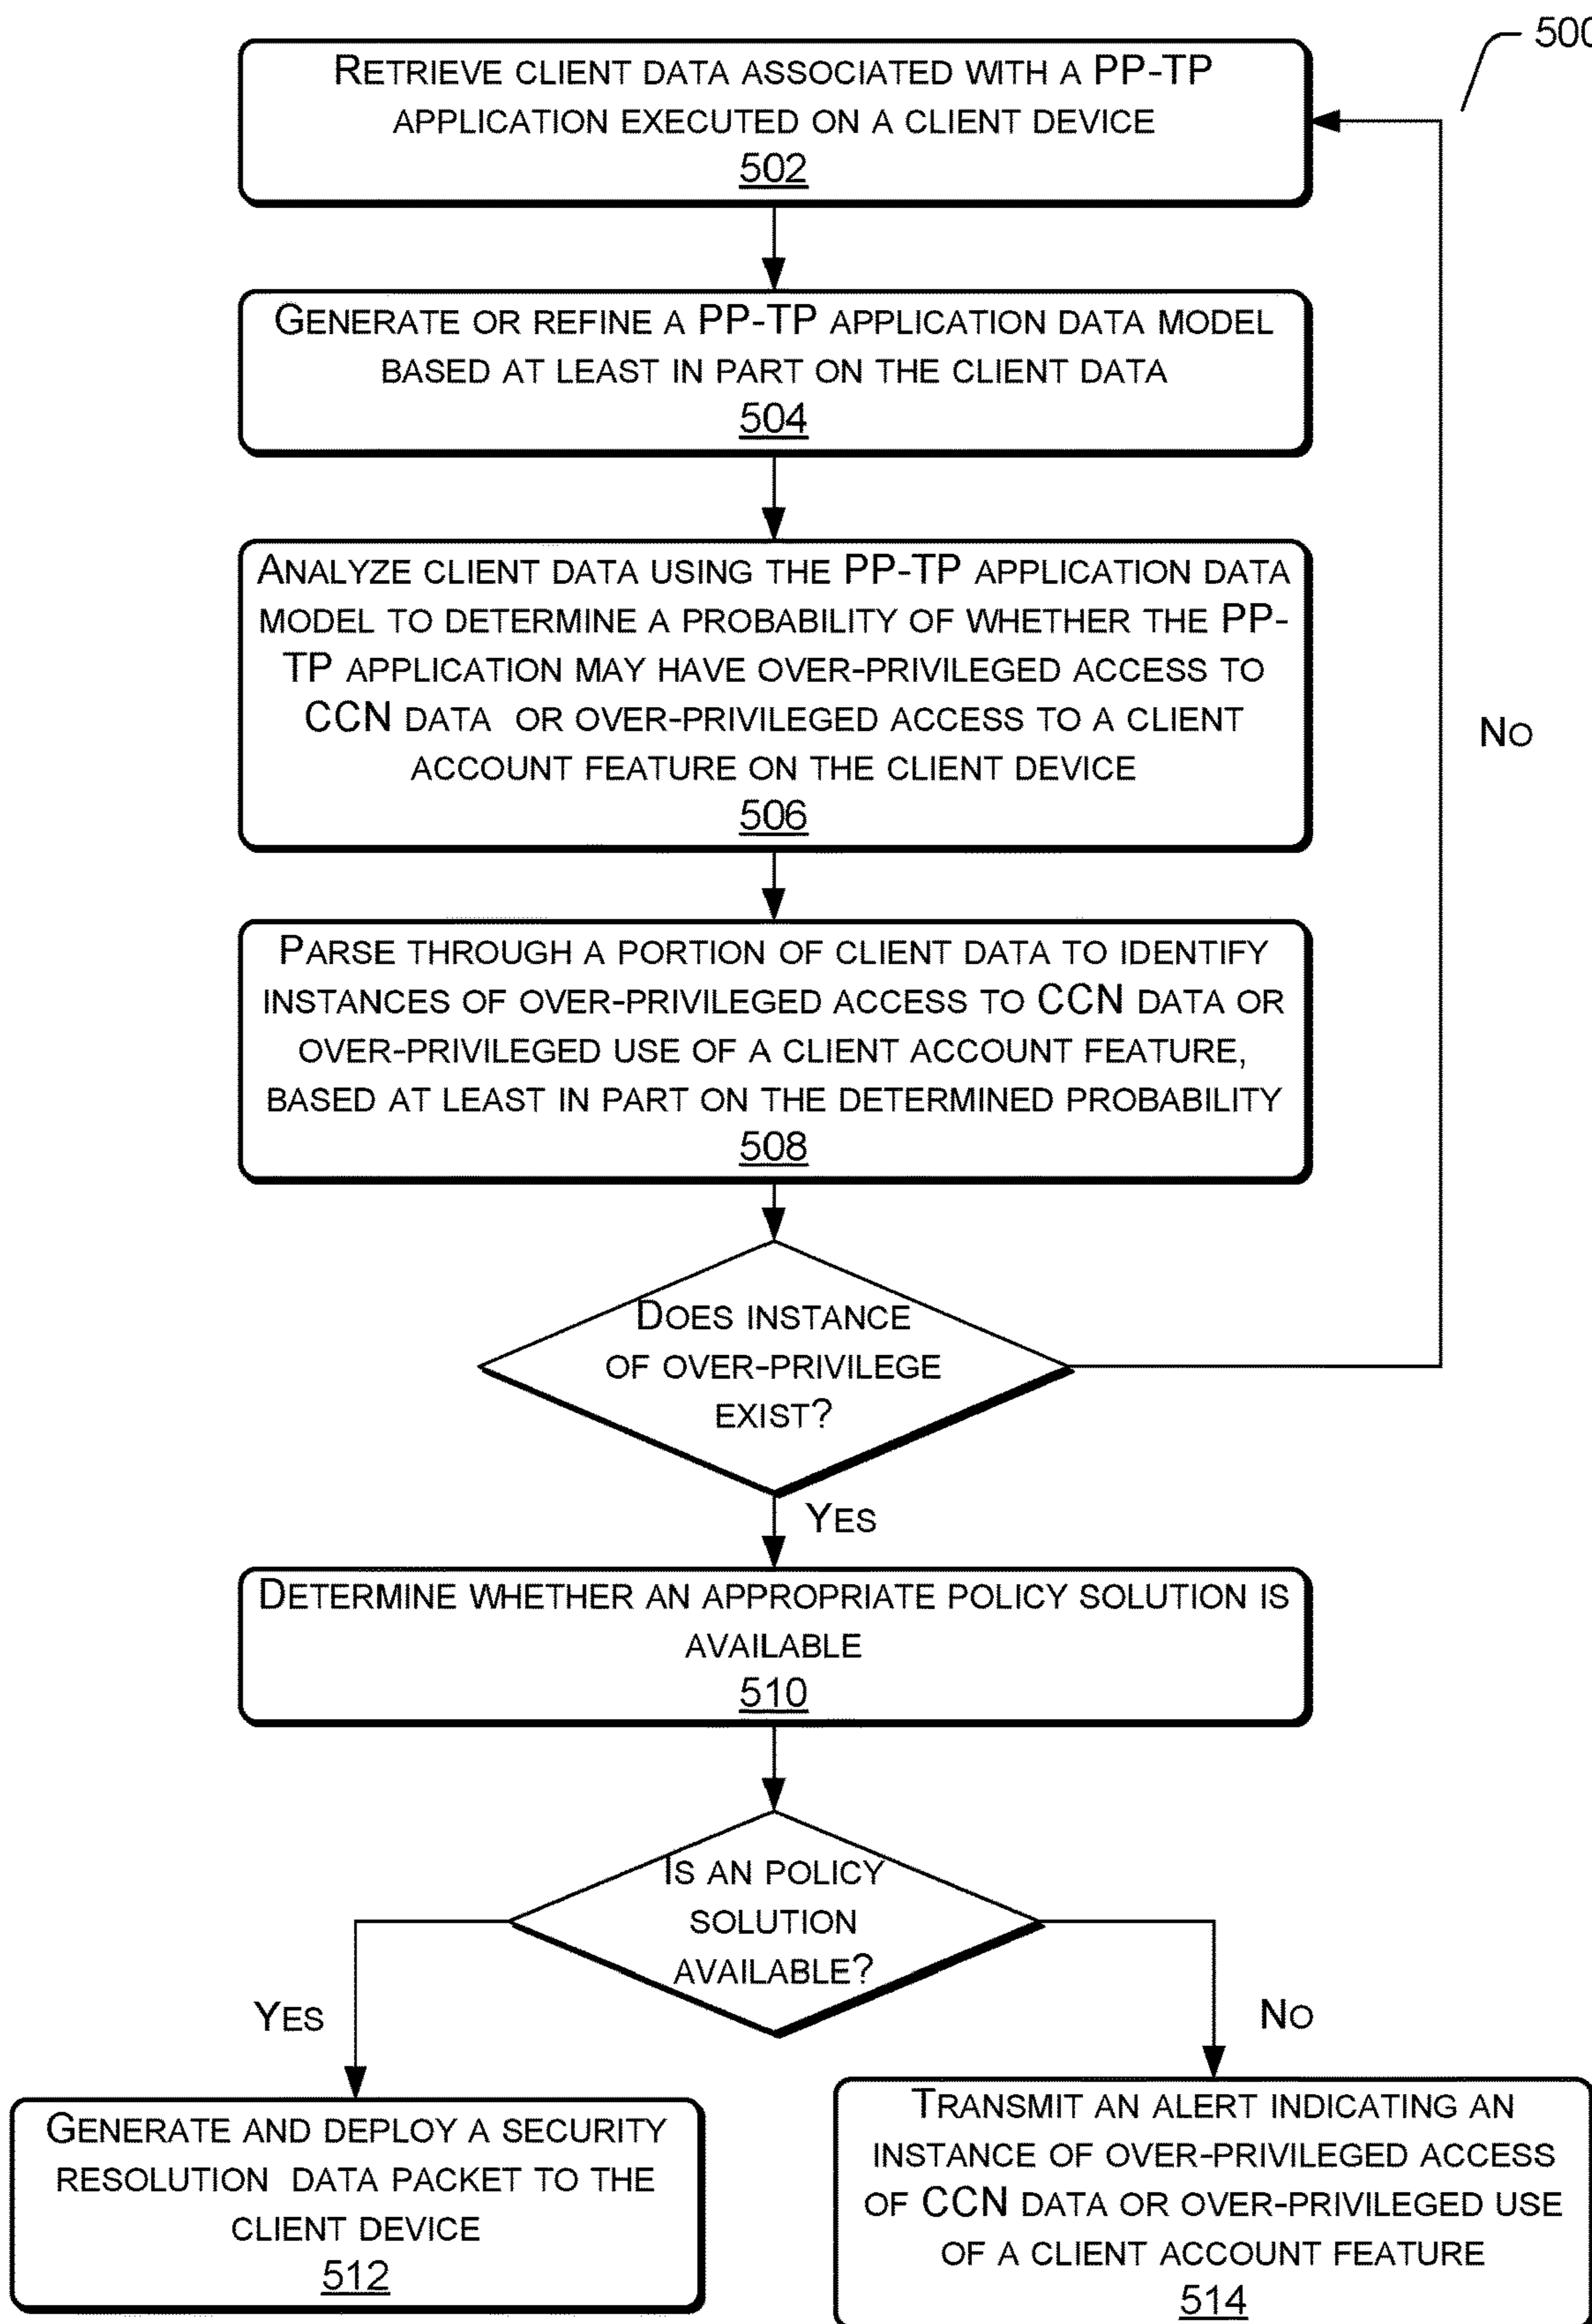 500
RETRIEVE CLIENT DATA ASSOCIATED WITH A PP-TP
APPLICATION EXECUTED ON A CLIENT DEVICE
502
GENERATE OR REFINE A PP-TP APPLICATION DATA MODEL
BASED AT LEAST IN PART ON THE CLIENT DATA
504
ANALYZE CLIENT DATA USING THE PP-TP APPLICATION DATA
MODEL TO DETERMINE A PROBABILITY OF WHETHER THE PP-
TP APPLICATION MAY HAVE OVER-PRIVILEGED ACCESS TO
CCN DATA OR OVER-PRIVILEGED ACCESS TO A CLIENT
ACCOUNT FEATURE ON THE CLIENT DEVICE
506
NO
PARSE THROUGH A PORTION OF CLIENT DATA TO IDENTIFY
INSTANCES OF OVER-PRIVILEGED ACCESS TO CCN DATA OR
OVER-PRIVILEGED USE OF A CLIENT ACCOUNT FEATURE,
BASED AT LEAST IN PART ON THE DETERMINED PROBABILITY
508
DOES INSTANCE
OF OVER-PRIVILEGE
EXIST?
YES
DETERMINE WHETHER AN APPROPRIATE POLICY SOLUTION IS
AVAILABLE
510
IS AN POLICY
SOLUTION
AVAILABLE?
YES
NO
GENERATE AND DEPLOY A SECURITY
RESOLUTION DATA PACKET TO THE
CLIENT DEVICE
512
TRANSMIT AN ALERT INDICATING AN
INSTANCE OF OVER-PRIVILEGED ACCESS
OF CCN DATA OR OVER-PRIVILEGED USE
OF A CLIENT ACCOUNT FEATURE
514